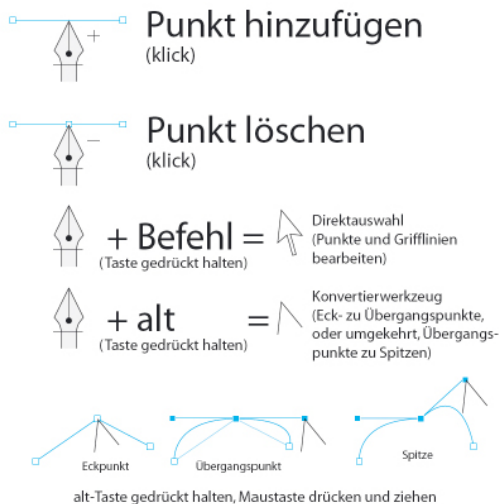 Punkt hinzufügen
(klick)
Punkt löschen
(klick)
+ Befehl =
(Taste gedrückt halten)
Direktauswahl
(Punkte und Grifflinien
bearbeiten)
+ alt =
(Taste gedrückt halten)
Konvertierwerkzeug
(Eck- zu Übergangspunkte,
oder umgekehrt, Übergangs-
punkte zu Spitzen)
Eckpunkt
Übergangspunkt
Spitze
alt-Taste gedrückt halten, Maustaste drücken und ziehen